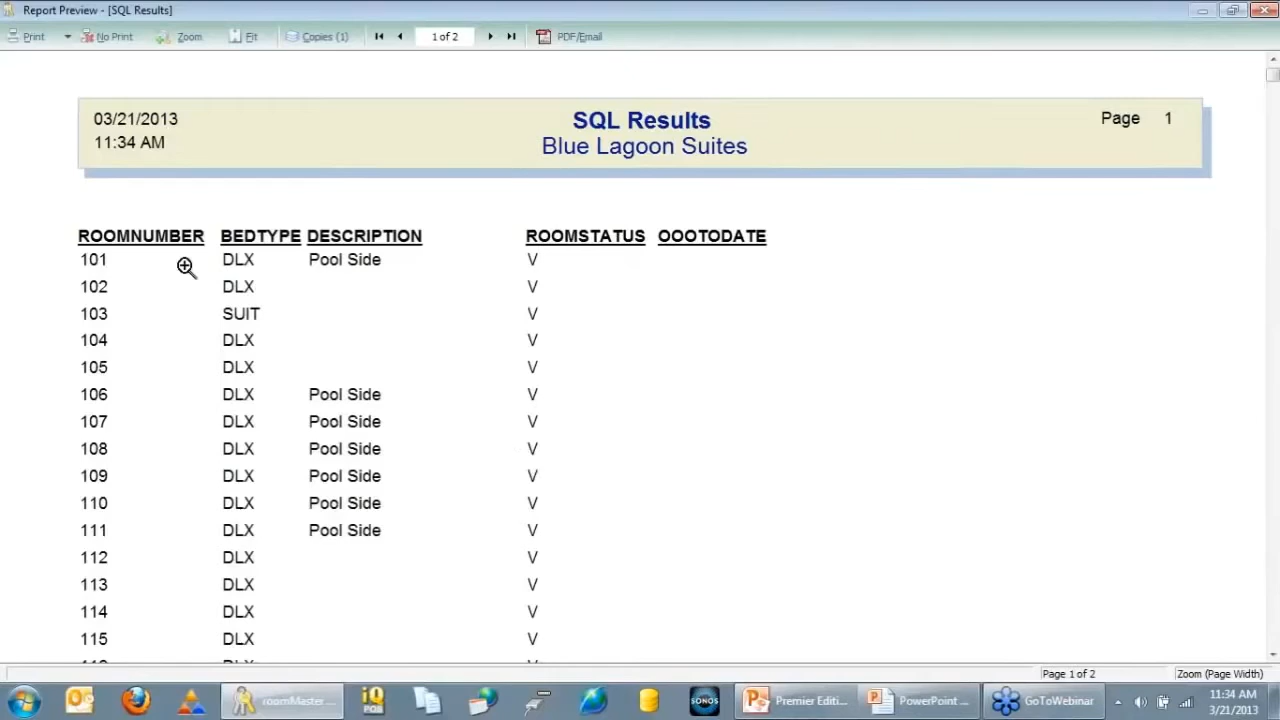 Report Preview - [SQL Results]
Print No Print Zoom Fit Copies (1) 1 of 2 PDF/Email
03/21/2013 SQL Results Page 1
11:34 AM Blue Lagoon Suites
ROOMNUMBER BEDTYPE DESCRIPTION ROOMSTATUS OOOTODATE
101 DLX Pool Side V
102 DLX V
103 SUIT V
104 DLX V
105 DLX V
106 DLX Pool Side V
107 DLX Pool Side V
108 DLX Pool Side V
109 DLX Pool Side V
110 DLX Pool Side V
111 DLX Pool Side V
112 DLX V
113 DLX V
114 DLX V
115 DLX V
Page 1 of 2 Zoom (Page Width)
roomMaster ... iQ POS SONOS Premier Editi... PowerPoint ... GoToWebinar 11:34 AM
3/21/2013